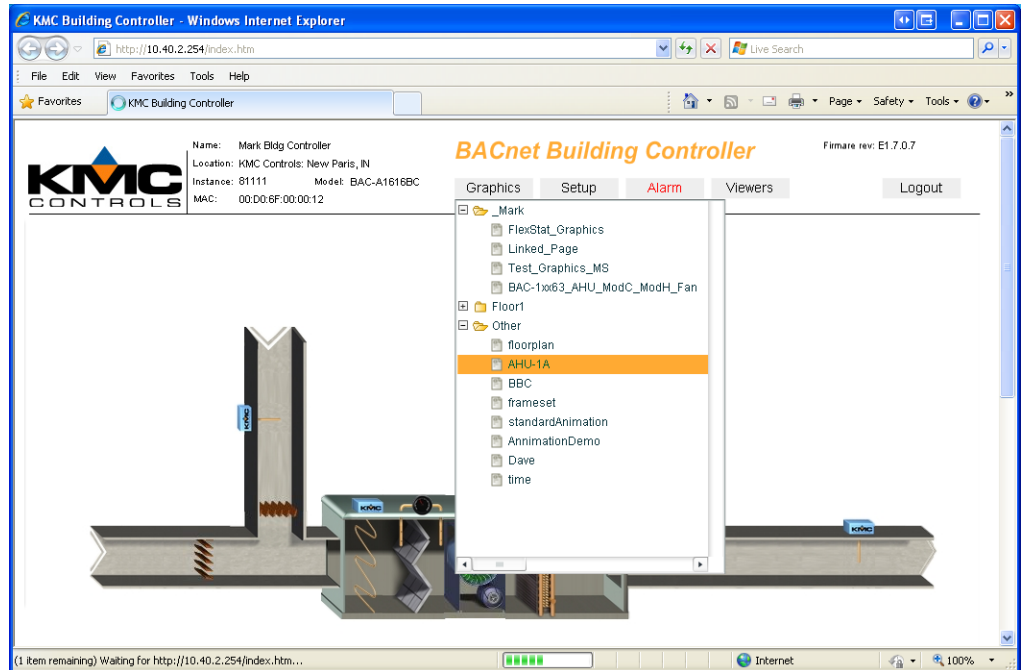 KMC Building Controller - Windows Internet Explorer
http://10.40.2.254/index.htm
Live Search
File Edit View Favorites Tools Help
Favorites
KMC Building Controller
Page Safety Tools
Name: Mark Bldg Controller
Location: KMC Controls: New Paris, IN
Instance: 81111 Model: BAC-A1616BC
MAC: 00:D0:6F:00:00:12
KMC
CONTROLS
BACnet Building Controller
Firmare rev: E1.7.0.7
Graphics Setup Alarm Viewers Logout
_Mark
FlexStat_Graphics
Linked_Page
Test_Graphics_MS
BAC-1xx63_AHU_ModC_ModH_Fan
Floor1
Other
floorplan
AHU-1A
BBC
frameset
standardAnimation
AnnimationDemo
Dave
time
KMC
KMC
KMC
(1 item remaining) Waiting for http://10.40.2.254/index.htm...
Internet
100%